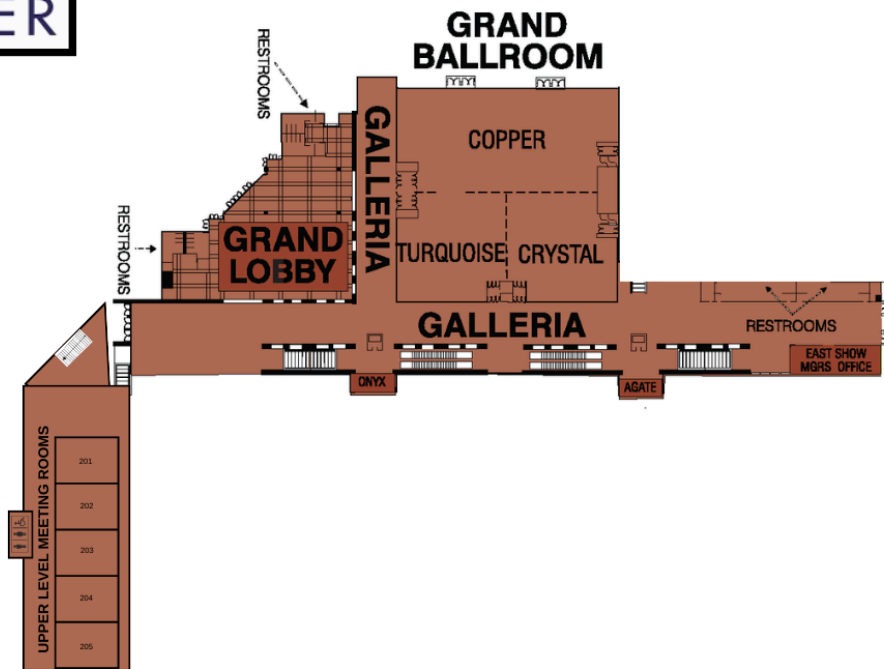 ER
GRAND
BALLROOM
RESTROOMS
GALLERIA
COPPER
RESTROOMS
GRAND
LOBBY
TURQUOISE
CRYSTAL
GALLERIA
RESTROOMS
EAST SHOW
MGRS OFFICE
ONYX
AGATE
UPPER LEVEL MEETING ROOMS
201
202
203
204
205